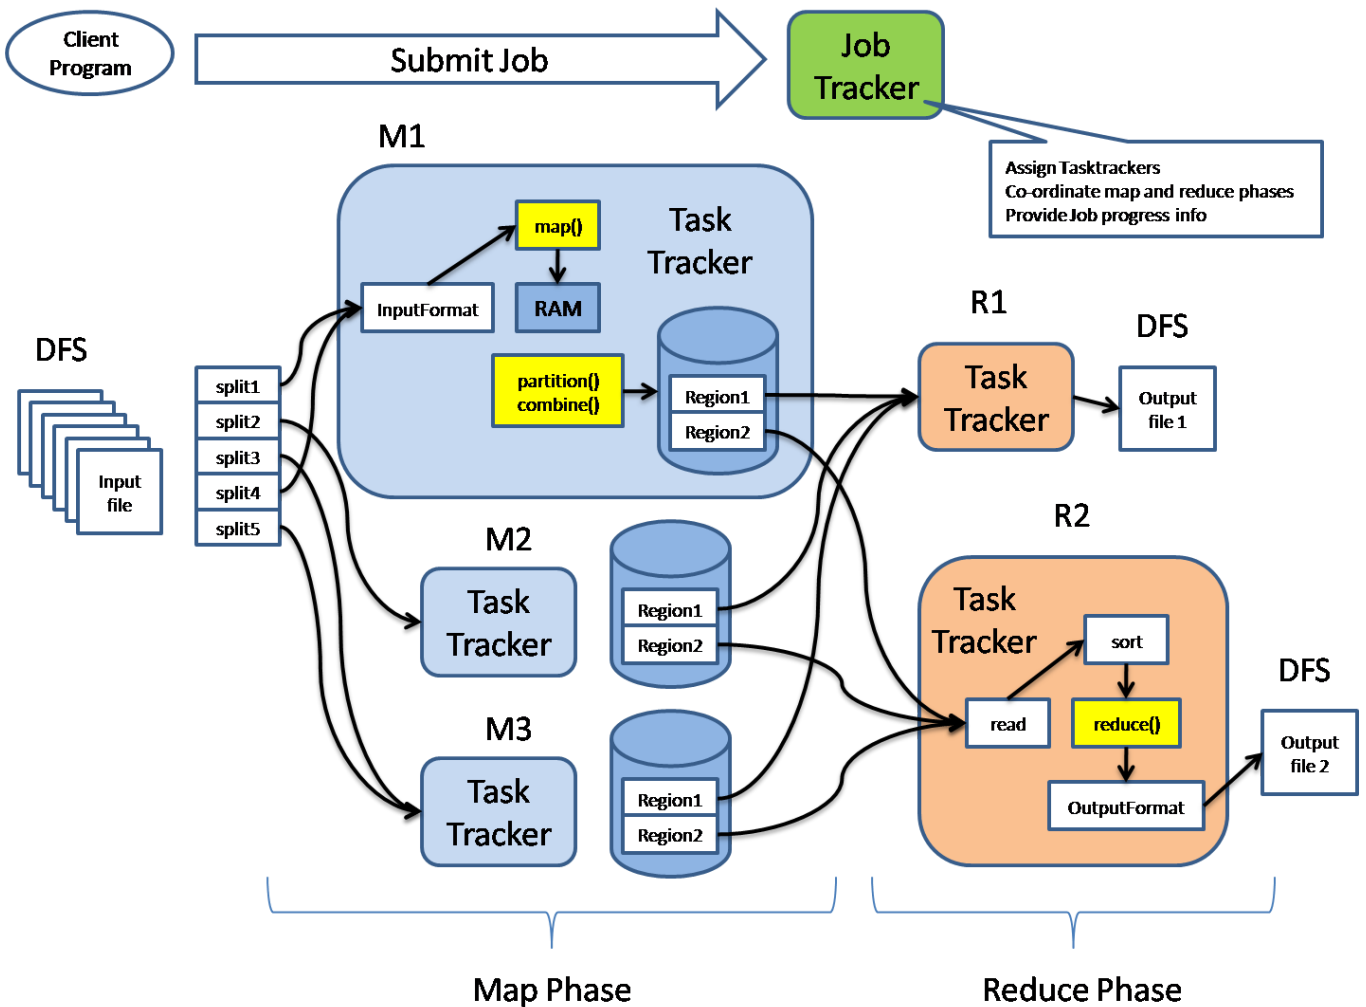 Client
Program
Submit Job
Job
Tracker
Assign Tasktrackers
Co-ordinate map and reduce phases
Provide Job progress info
M1
Task
Tracker
map()
InputFormat
RAM
partition()
combine()
Region1
Region2
DFS
Input
file
split1
split2
split3
split4
split5
M2
Task
Tracker
Region1
Region2
M3
Task
Tracker
Region1
Region2
R1
Task
Tracker
DFS
Output
file 1
R2
Task
Tracker
sort
read
reduce()
OutputFormat
DFS
Output
file 2
Map Phase
Reduce Phase